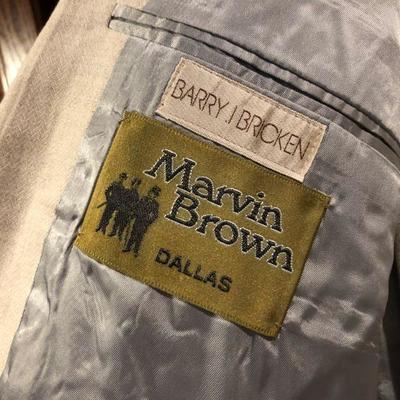 BARRY. I BRICKEN
Marvin
Brown
DALLAS